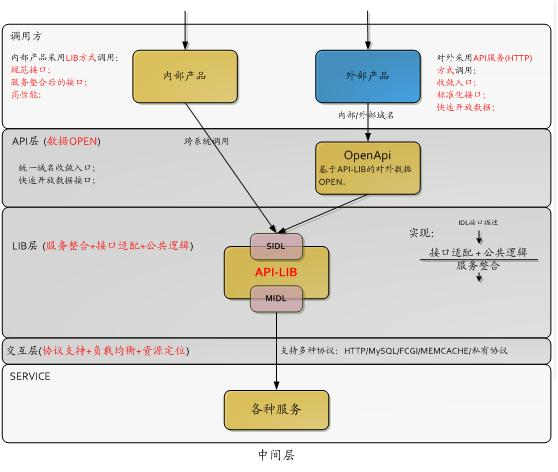 调用方
内部产品采用LIB方式调用:
规范接口;
服务整合后的接口;
高性能;
内部产品
外部产品
对外采用API服务(HTTP)
方式调用:
收敛入口;
标准化接口;
快速开放数据;
内部/外部域名
API层 (数据OPEN)
统一域名收敛入口;
快速开放数据接口;
跨系统调用
OpenApi
基于API-LIB的对外数据
OPEN。
LIB层 (服务整合+接口适配+公共逻辑)
SIDL
API-LIB
MIDL
实现:
IDL接口描述
接口适配+公共逻辑
服务整合
交互层(协议支持+负载均衡+资源定位)
支持多种协议: HTTP/MySQL/FCGI/MEMCACHE/私有协议
SERVICE
各种服务
中间层